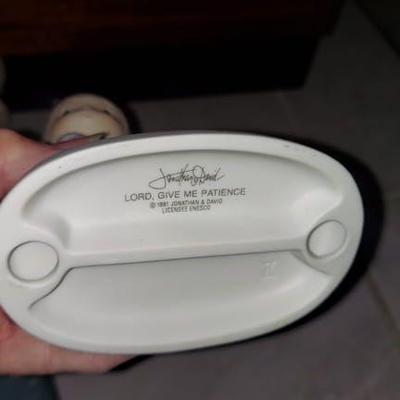 Jonathan & David
LORD, GIVE ME PATIENCE
© 1981 JONATHAN & DAVID
LICENSEE ENESCO